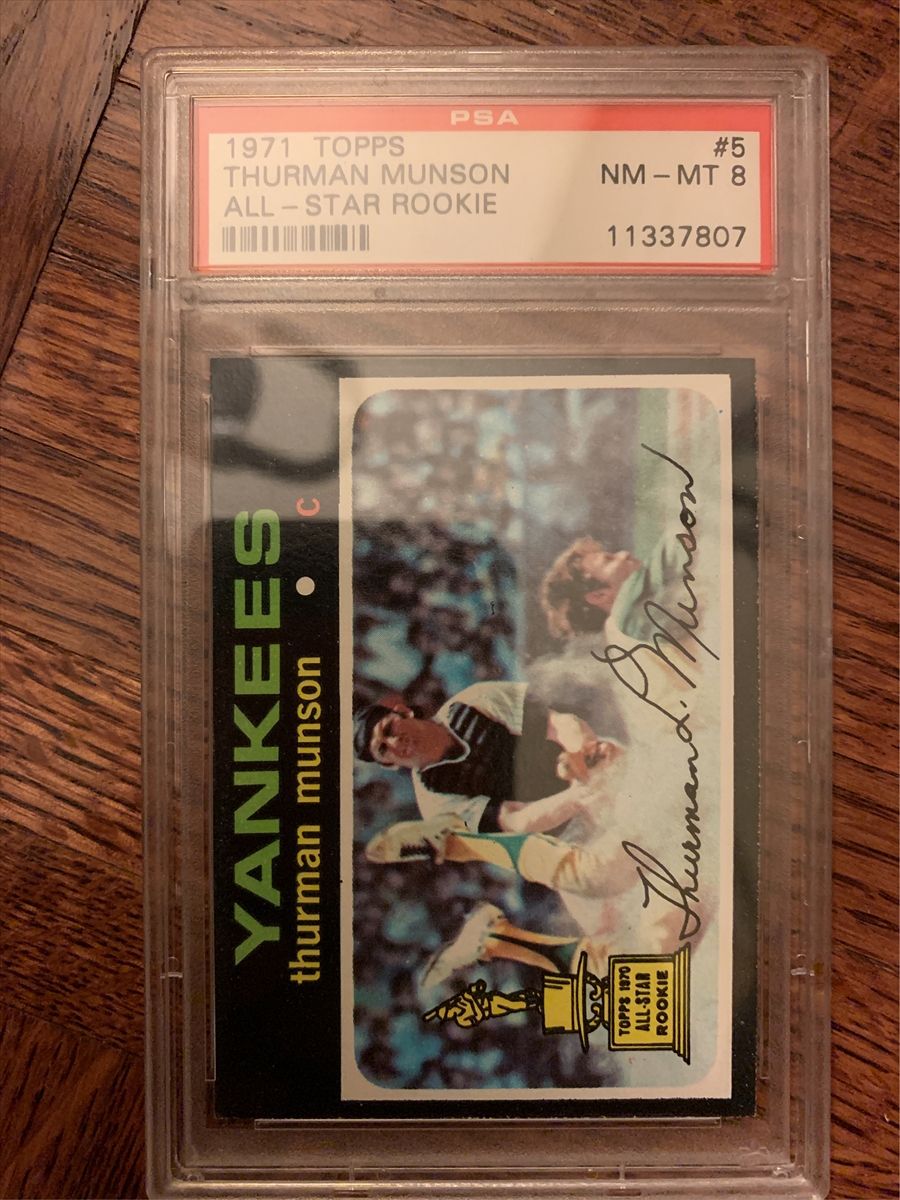 PSA
1971 TOPPS #5
THURMAN MUNSON NM-MT 8
ALL-STAR ROOKIE
11337807
YANKEES
thurman munson • c
Thurman L. Munson
TOPPS 1970
ALL-STAR
ROOKIE